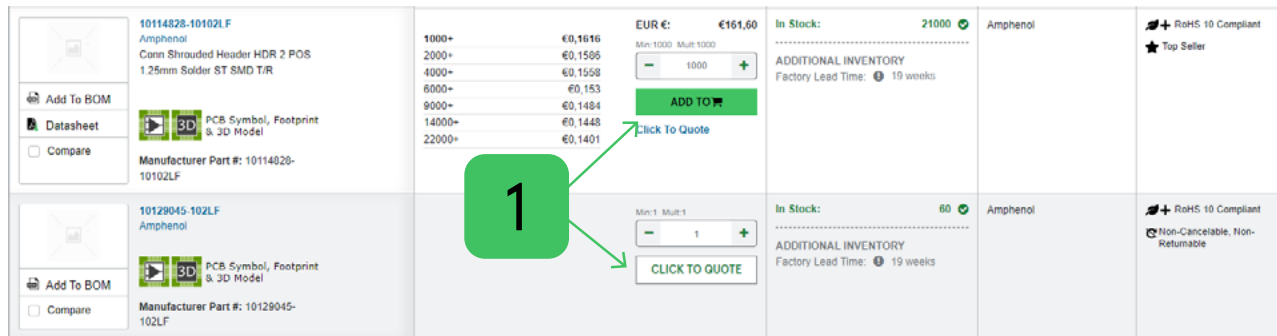 10114828-10102LF
Amphenol
Conn Shrouded Header HDR 2 POS
1.25mm Solder ST SMD T/R
Add To BOM
Datasheet
Compare
3D
PCB Symbol, Footprint
& 3D Model
Manufacturer Part #: 10114828-
10102LF
1000+ €0,1616
2000+ €0,1586
4000+ €0,1558
6000+ €0,153
9000+ €0,1484
14000+ €0,1448
22000+ €0,1401
EUR €: €161,60
Min:1000 Mult:1000
− 1000 +
ADD TO
Click To Quote
In Stock: 21000
ADDITIONAL INVENTORY
Factory Lead Time: 19 weeks
Amphenol
RoHS 10 Compliant
Top Seller
1
10129045-102LF
Amphenol
Add To BOM
Compare
3D
PCB Symbol, Footprint
& 3D Model
Manufacturer Part #: 10129045-
102LF
Min:1 Mult:1
− 1 +
CLICK TO QUOTE
In Stock: 60
ADDITIONAL INVENTORY
Factory Lead Time: 19 weeks
Amphenol
RoHS 10 Compliant
Non-Cancelable, Non-
Returnable